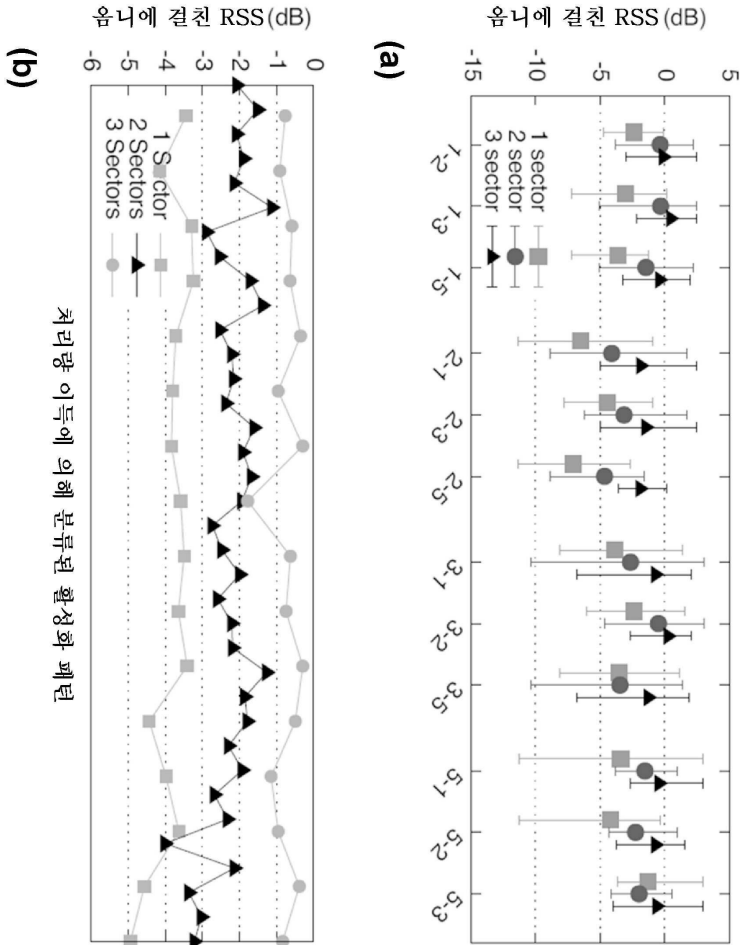 옴니에 걸친 RSS (dB)
5
0
-5
-10
-15
1-2
1-3
1-5
2-1
2-3
2-5
3-1
3-2
3-5
5-1
5-2
5-3
1 sector
2 sector
3 sector
(a)
옴니에 걸친 RSS (dB)
0
-1
-2
-3
-4
-5
-6
1 Sector
2 Sectors
3 Sectors
처리량 이득에 의해 분류된 활성화 패턴
(b)